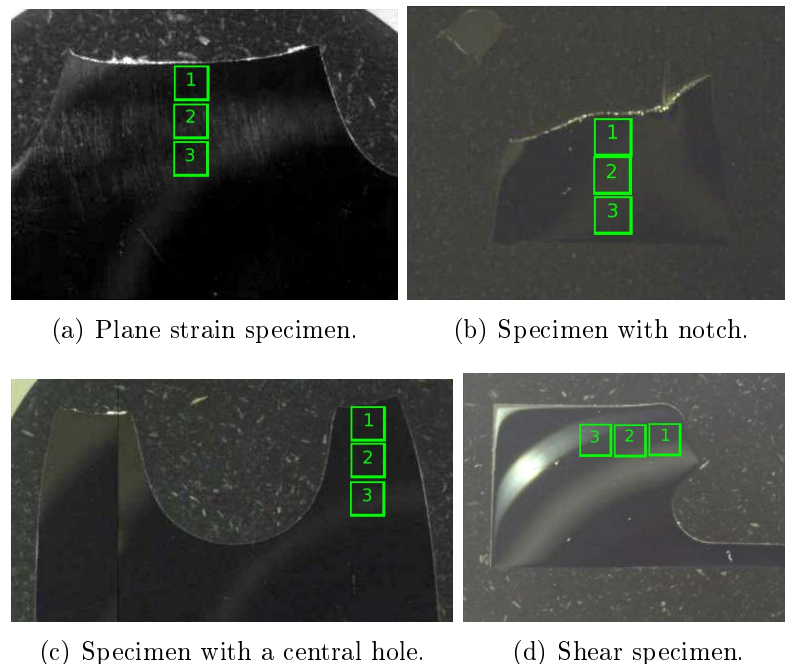 1
2
3
1
2
3
(a) Plane strain specimen.
(b) Specimen with notch.
1
2
3
3 2 1
(c) Specimen with a central hole.
(d) Shear specimen.